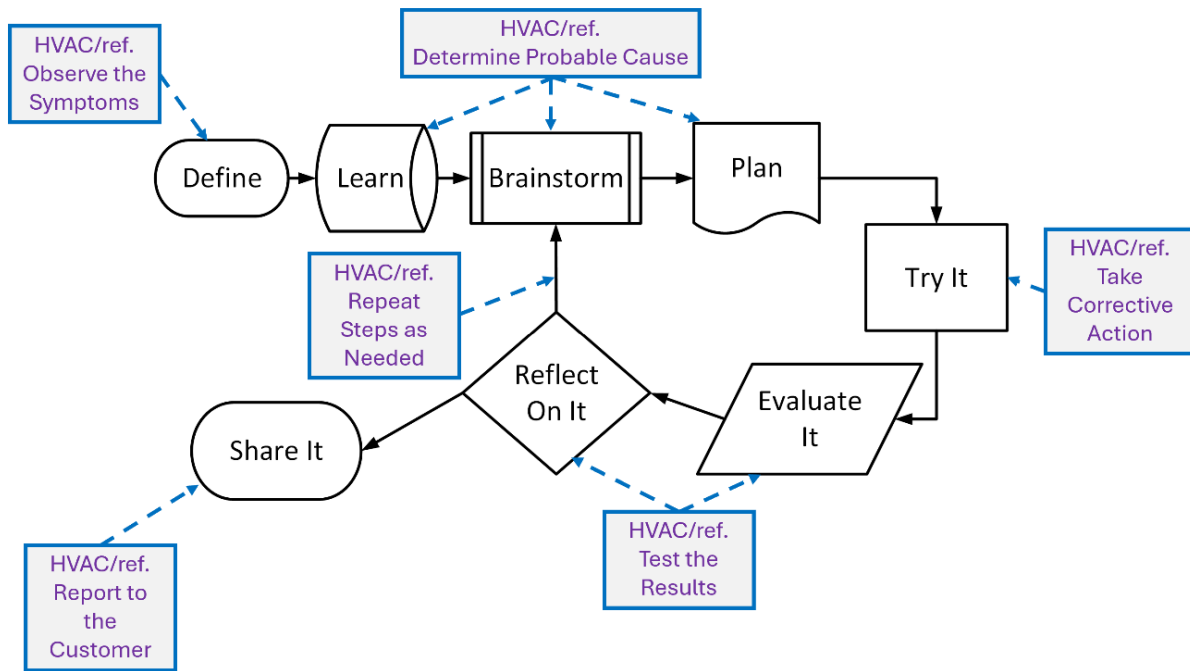 HVAC/ref.
Observe the
Symptoms
HVAC/ref.
Determine Probable Cause
Define
Learn
Brainstorm
Plan
Try It
HVAC/ref.
Take
Corrective
Action
HVAC/ref.
Repeat
Steps as
Needed
Reflect
On It
Evaluate
It
Share It
HVAC/ref.
Test the
Results
HVAC/ref.
Report to
the
Customer